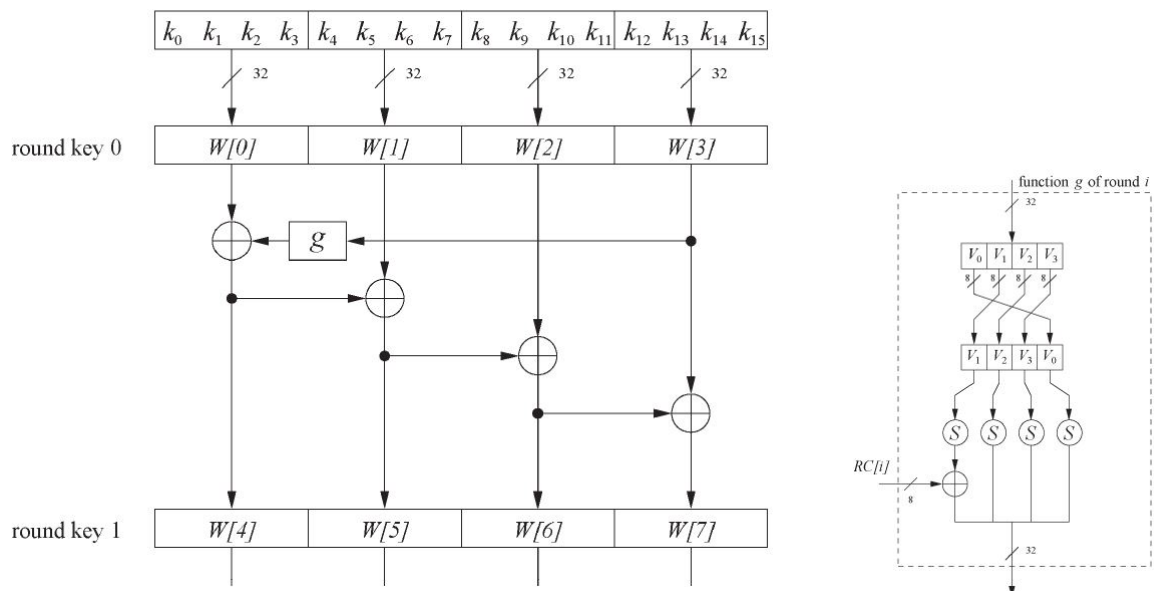 k₀ k₁ k₂ k₃ k₄ k₅ k₆ k₇ k₈ k₉ k₁₀ k₁₁ k₁₂ k₁₃ k₁₄ k₁₅
32 32 32 32
round key 0 W[0] W[1] W[2] W[3]
g
round key 1 W[4] W[5] W[6] W[7]
function g of round i
32
V₀ V₁ V₂ V₃
8 8 8 8
V₁ V₂ V₃ V₀
S S S S
RC[i]
8
32